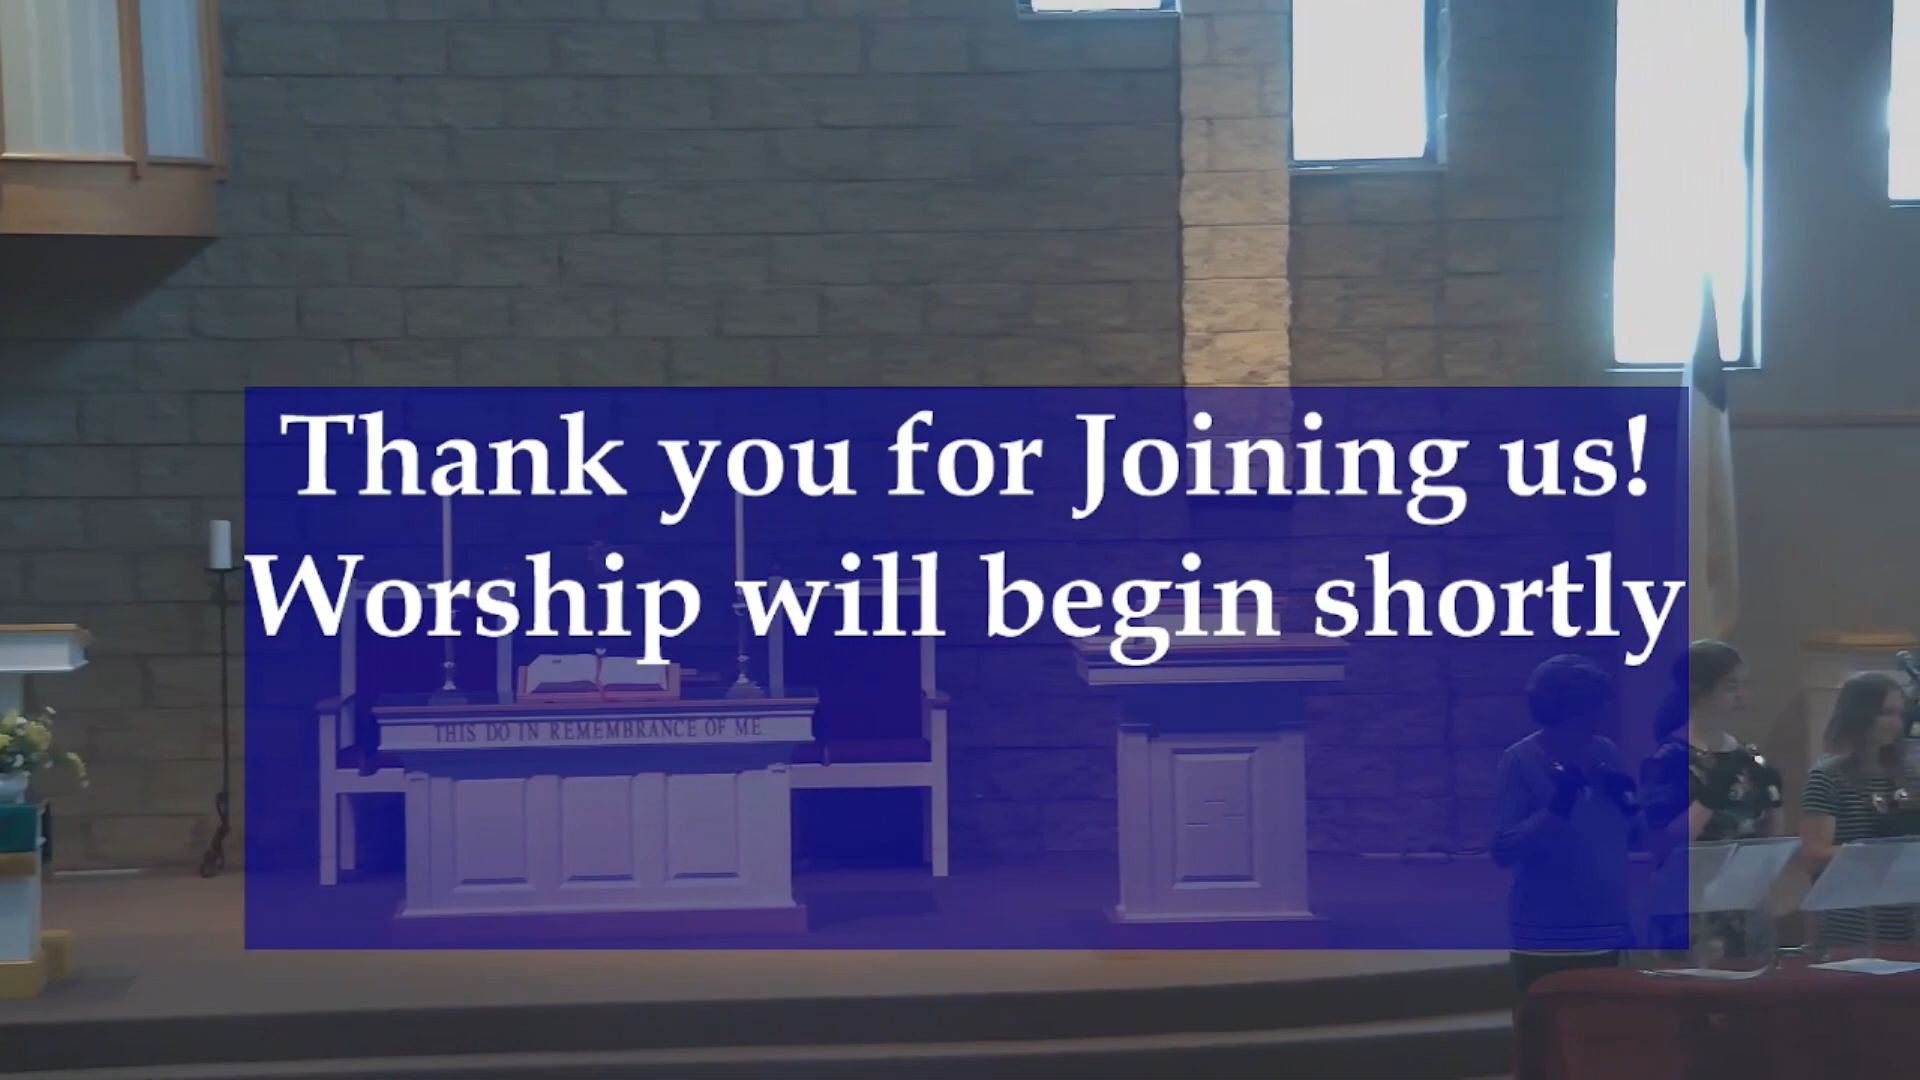 Thank you for Joining us!
Worship will begin shortly
THIS DO IN REMEMBRANCE OF ME